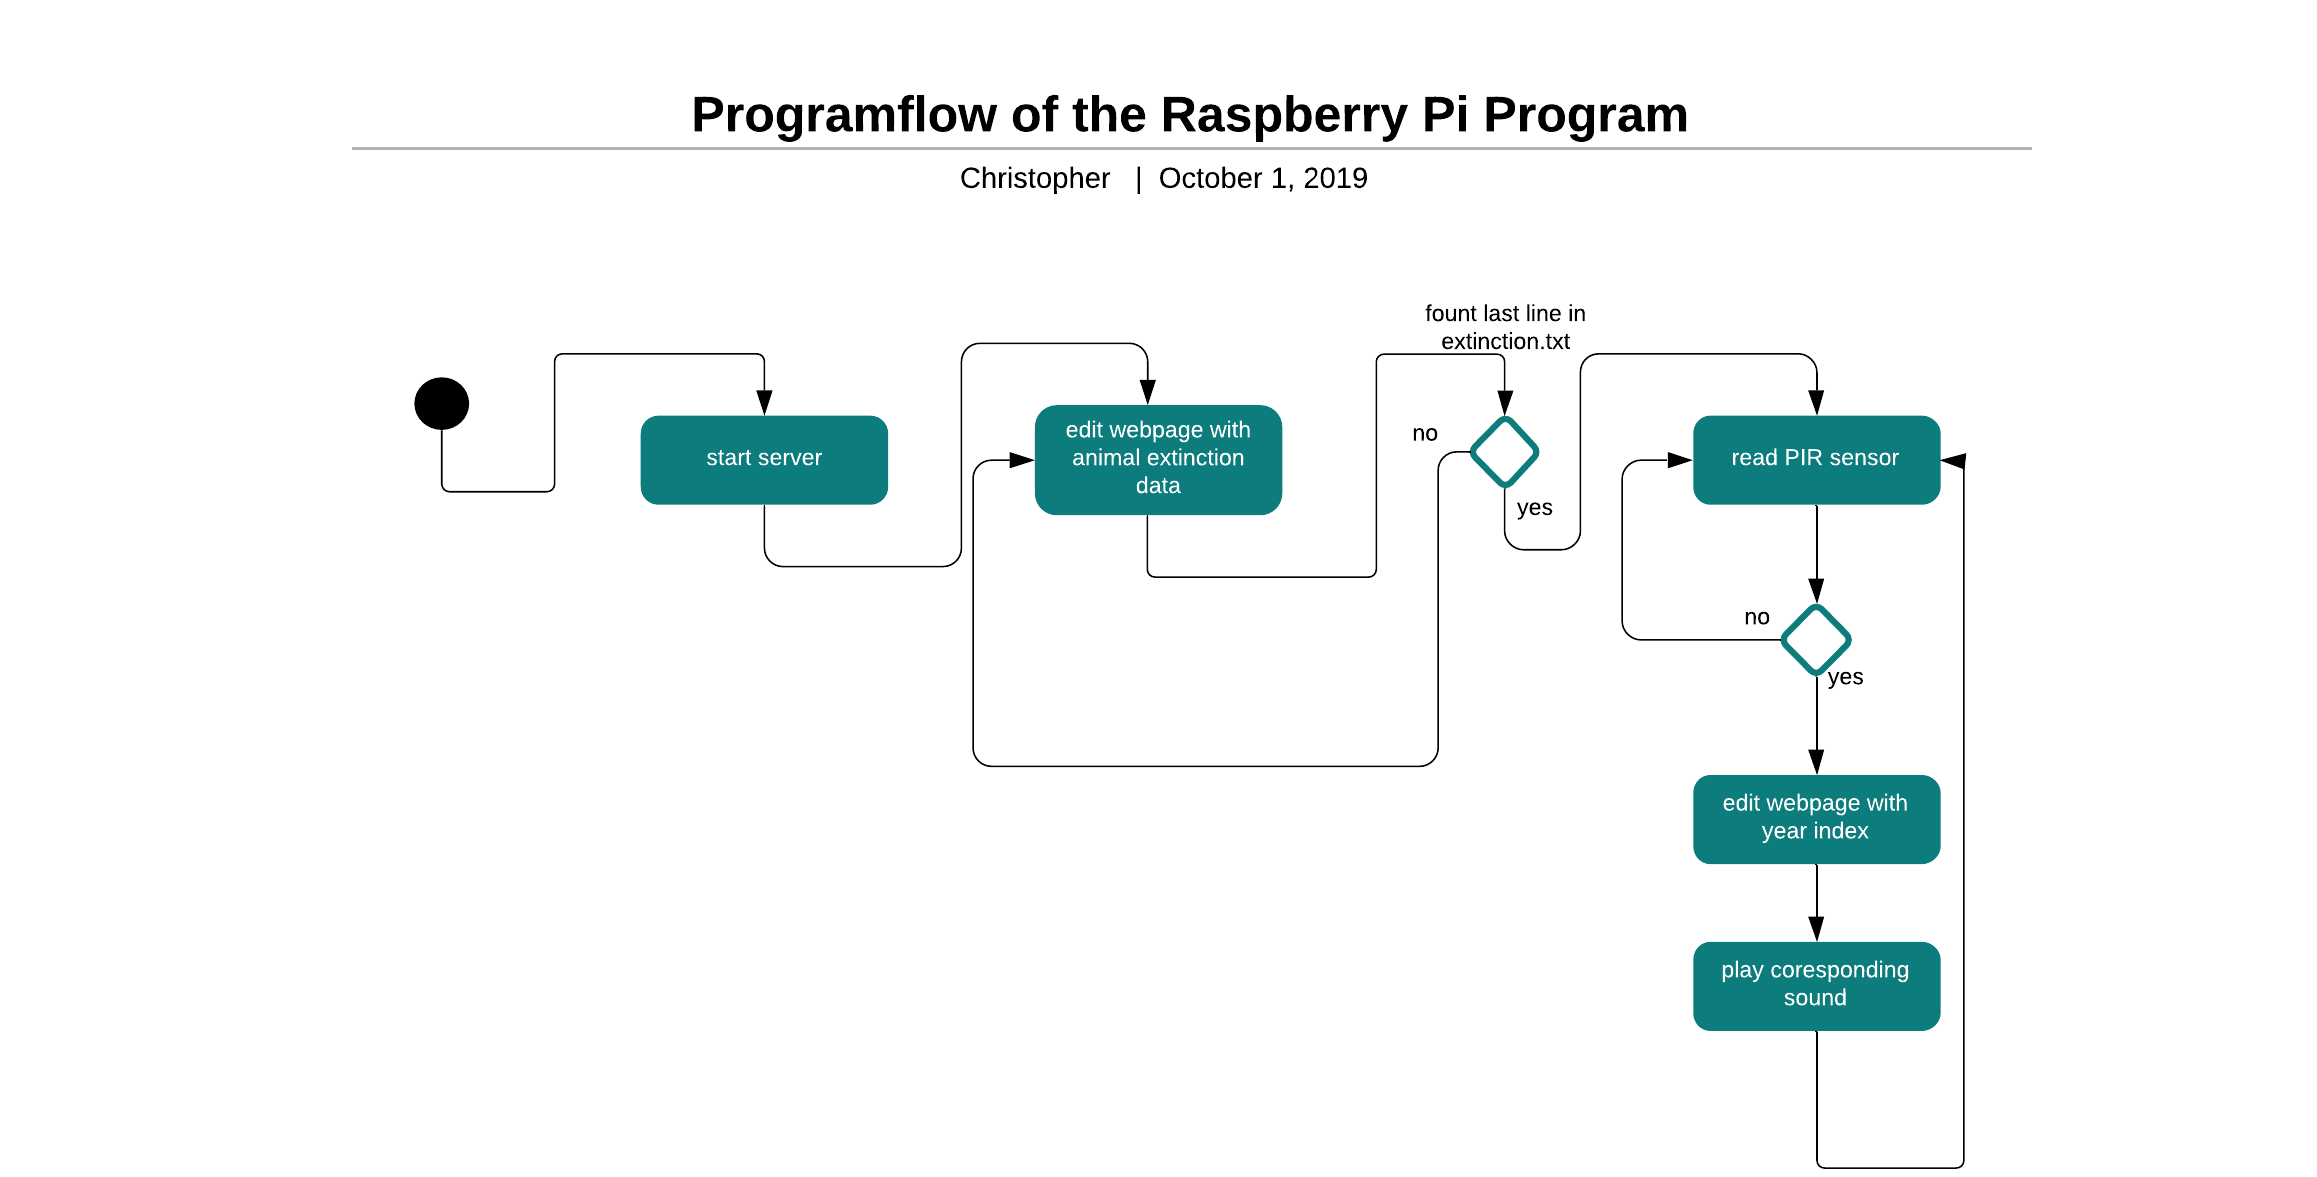 Programflow of the Raspberry Pi Program
Christopher | October 1, 2019
fount last line in
extinction.txt
start server
edit webpage with
animal extinction
data
no
yes
read PIR sensor
no
yes
edit webpage with
year index
play coresponding
sound